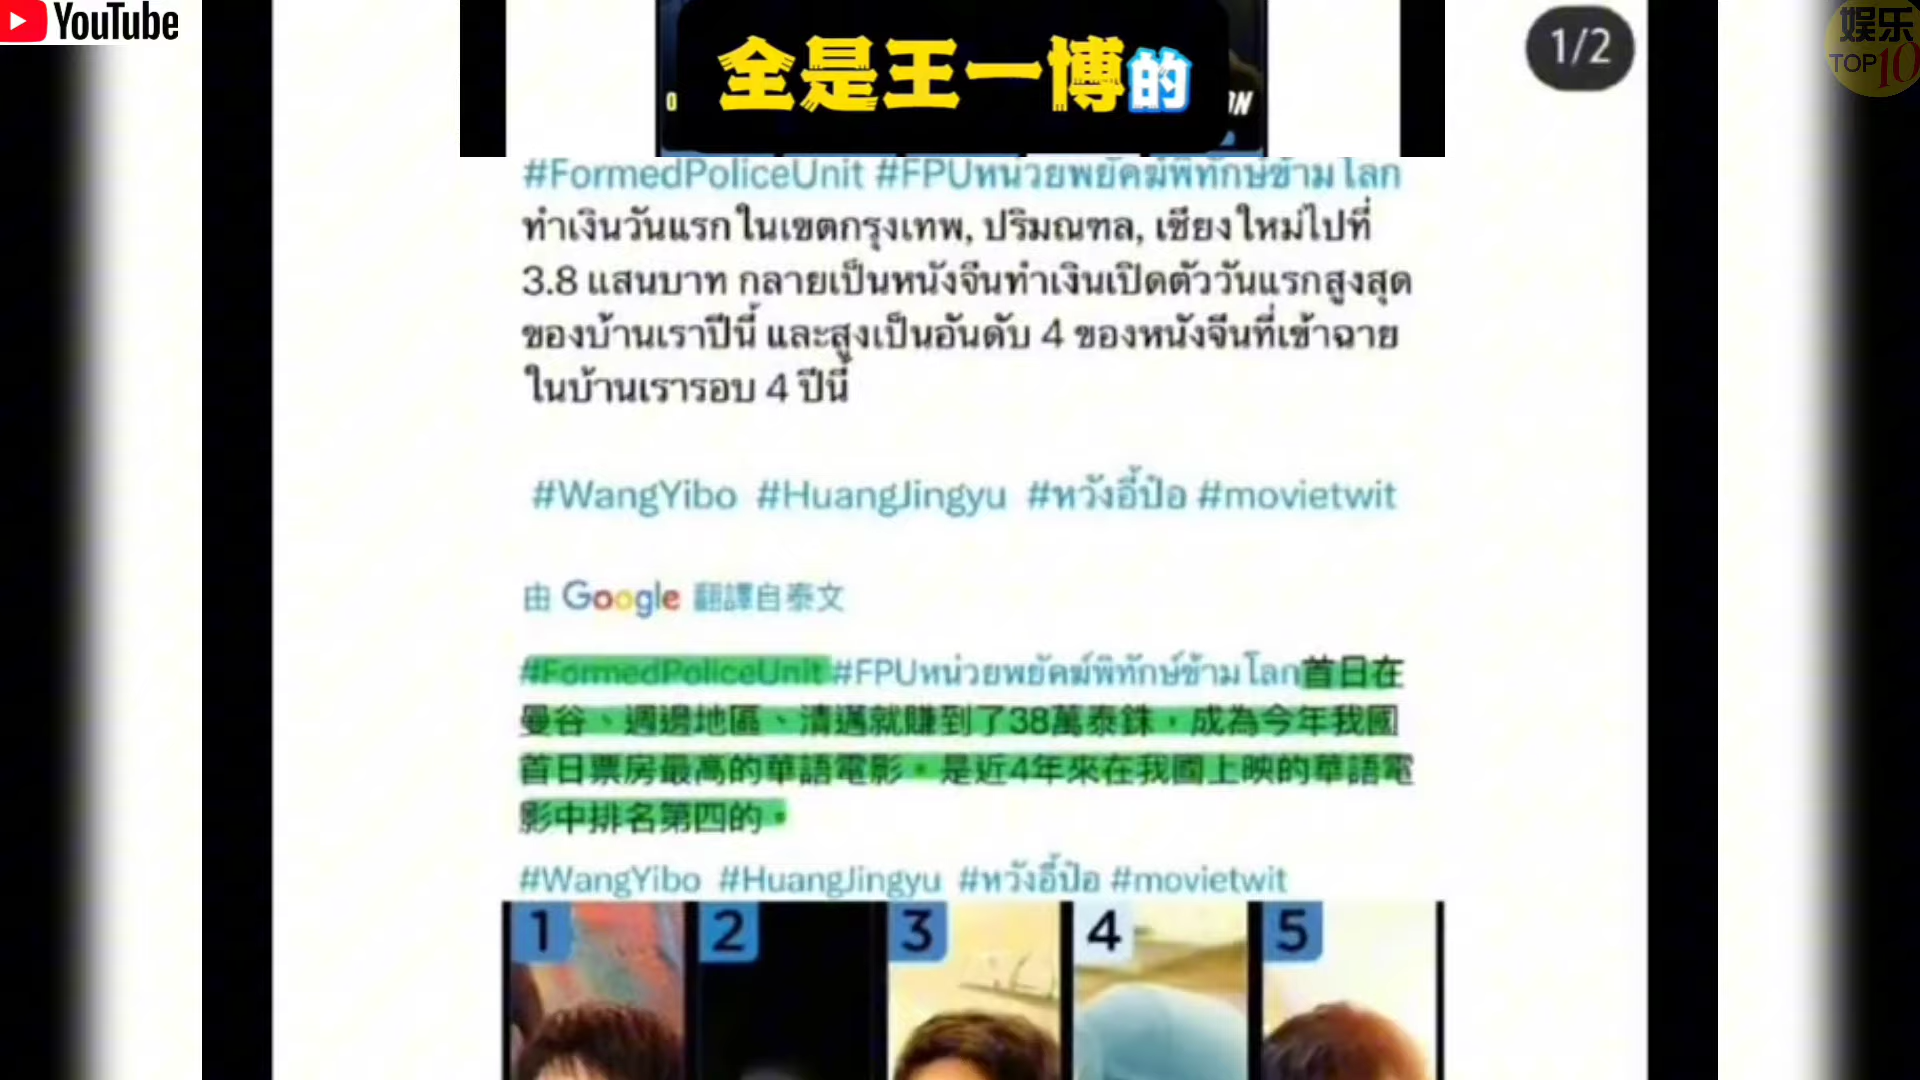 YouTube
全是王一博的
1/2
娱乐
TOP10
#FormedPoliceUnit #FPUหน่วยพยัคฆ์พิทักษ์ข้ามโลก
ทำเงินวันแรกในเขตกรุงเทพ, ปริมณฑล, เชียงใหม่ไปที่
3.8 แสนบาท กลายเป็นหนังจีนทำเงินเปิดตัววันแรกสูงสุด
ของบ้านเราปีนี้ และสูงเป็นอันดับ 4 ของหนังจีนที่เข้าฉาย
ในบ้านเรารอบ 4 ปีนี้
#WangYibo #HuangJingyu #หวังอี้ป๋อ #movietwit
由 Google 翻譯自泰文
#FormedPoliceUnit #FPUหน่วยพยัคฆ์พิทักษ์ข้ามโลก首日在
曼谷、週邊地區、清邁就賺到了38萬泰銖，成為今年我國
首日票房最高的華語電影。是近4年來在我國上映的華語電
影中排名第四的。
#WangYibo #HuangJingyu #หวังอี้ป๋อ #movietwit
1 2 3 4 5